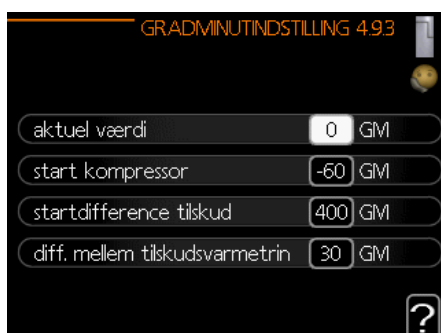 GRADMINUTINDSTILLING 4.9.3
aktuel værdi 0 GM
start kompressor -60 GM
startdifference tilskud 400 GM
diff. mellem tilskudsvarmetrin 30 GM
?